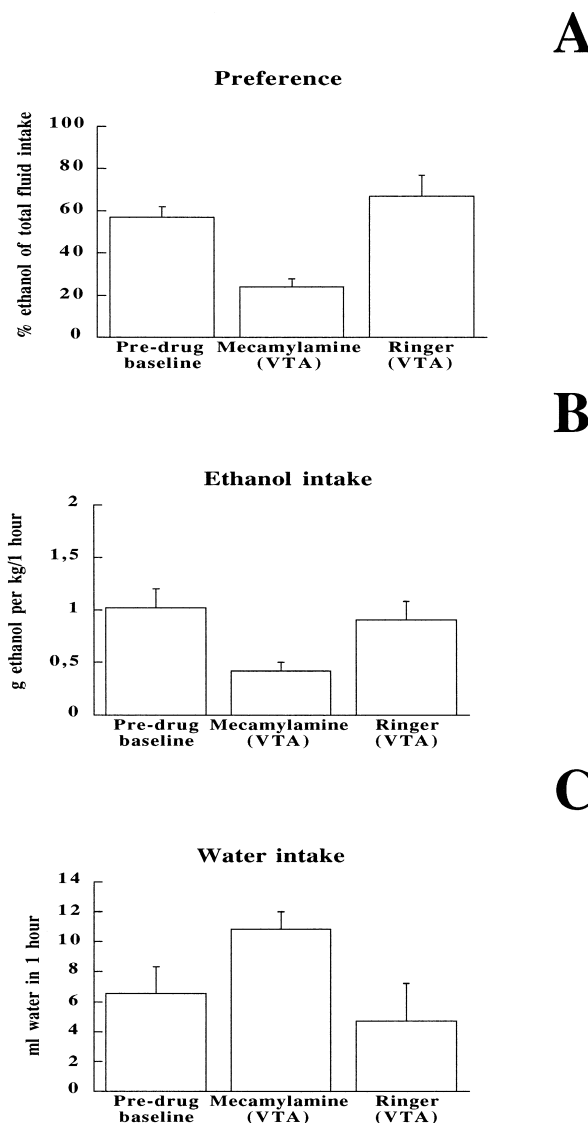 A
Preference
% ethanol of total fluid intake
100
80
60
40
20
0
Pre-drug baseline
Mecamylamine (VTA)
Ringer (VTA)
B
Ethanol intake
g ethanol per kg/1 hour
2
1,5
1
0,5
0
Pre-drug baseline
Mecamylamine (VTA)
Ringer (VTA)
C
Water intake
ml water in 1 hour
14
12
10
8
6
4
2
0
Pre-drug baseline
Mecamylamine (VTA)
Ringer (VTA)